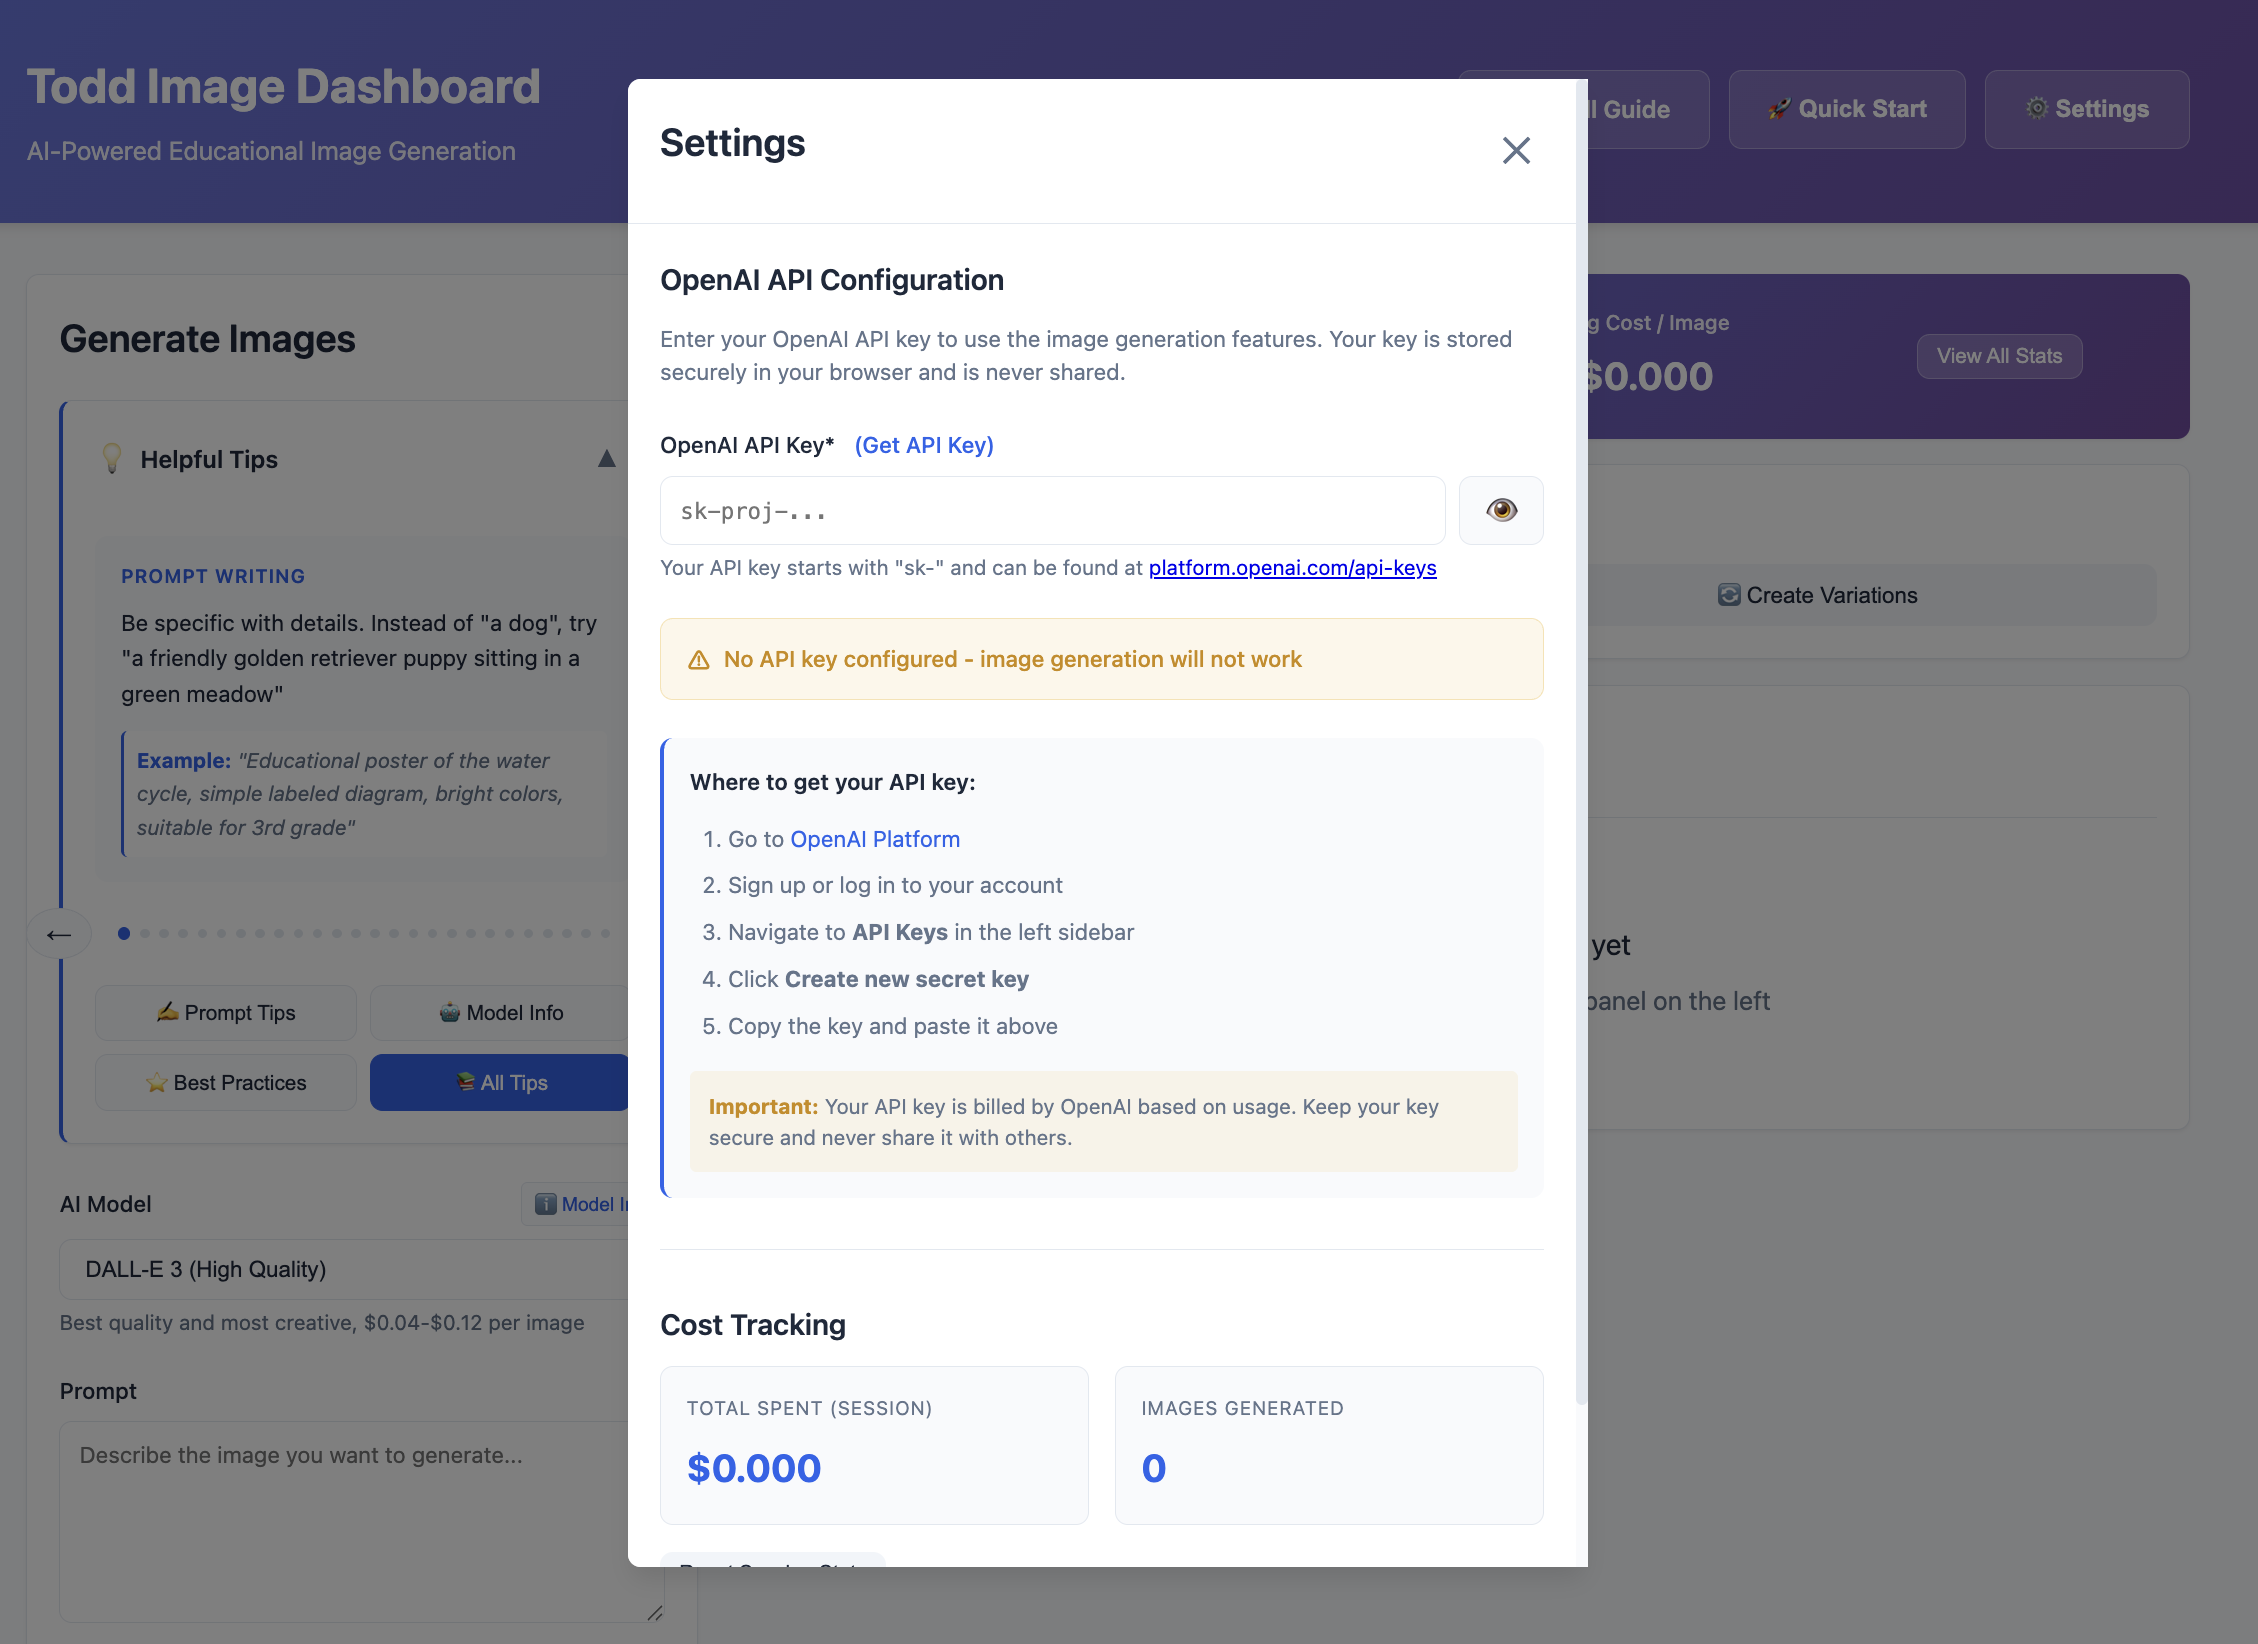 Todd Image Dashboard
AI-Powered Educational Image Generation
Guide
🚀 Quick Start
⚙️ Settings
Generate Images
💡 Helpful Tips ▲
PROMPT WRITING
Be specific with details. Instead of "a dog", try
"a friendly golden retriever puppy sitting in a
green meadow"
Example: "Educational poster of the water
cycle, simple labeled diagram, bright colors,
suitable for 3rd grade"
←
✍️ Prompt Tips
🤖 Model Info
⭐ Best Practices
📚 All Tips
AI Model
ℹ️ Model
DALL-E 3 (High Quality)
Best quality and most creative, $0.04-$0.12 per image
Prompt
Describe the image you want to generate...
Settings
OpenAI API Configuration
Enter your OpenAI API key to use the image generation features. Your key is stored
securely in your browser and is never shared.
OpenAI API Key* (Get API Key)
sk-proj-...
Your API key starts with "sk-" and can be found at platform.openai.com/api-keys
⚠ No API key configured - image generation will not work
Where to get your API key:
1. Go to OpenAI Platform
2. Sign up or log in to your account
3. Navigate to API Keys in the left sidebar
4. Click Create new secret key
5. Copy the key and paste it above
Important: Your API key is billed by OpenAI based on usage. Keep your key
secure and never share it with others.
Cost Tracking
TOTAL SPENT (SESSION)
$0.000
IMAGES GENERATED
0
Cost / Image
$0.000
View All Stats
🔄 Create Variations
yet
panel on the left